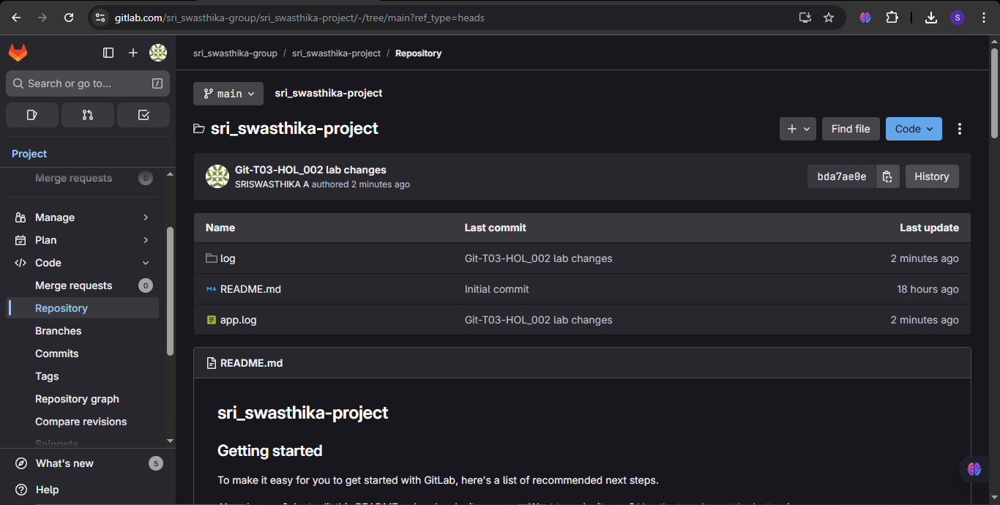 gitlab.com/sri_swasthika-group/sri_swasthika-project/-/tree/main?ref_type=heads
S
sri_swasthika-group / sri_swasthika-project / Repository
Search or go to...
/
Project
Merge requests 0
Manage
Plan
Code
Merge requests 0
Repository
Branches
Commits
Tags
Repository graph
Compare revisions
Snippets
What's new 5
Help
main sri_swasthika-project
sri_swasthika-project
Find file
Code
Git-T03-HOL_002 lab changes
SRISWASTHIKA A authored 2 minutes ago
bda7ae0e
History
Name Last commit Last update
log Git-T03-HOL_002 lab changes 2 minutes ago
README.md Initial commit 18 hours ago
app.log Git-T03-HOL_002 lab changes 2 minutes ago
README.md
sri_swasthika-project
Getting started
To make it easy for you to get started with GitLab, here's a list of recommended next steps.